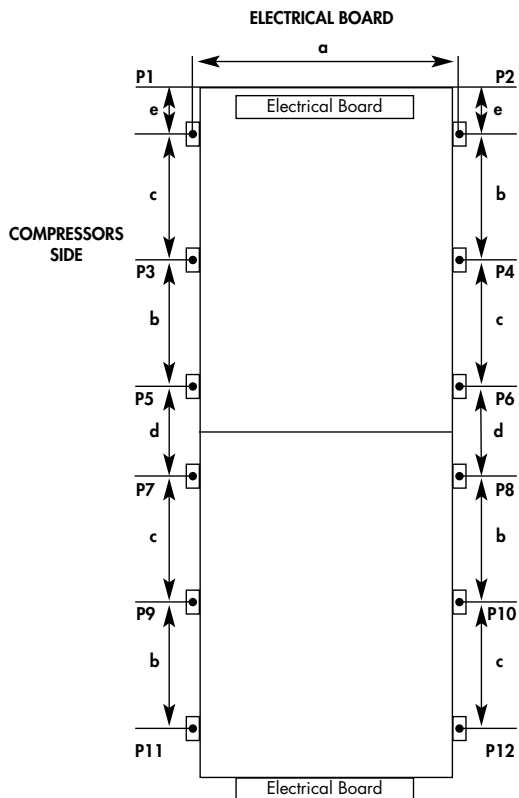 ELECTRICAL BOARD
a
P1
P2
e
Electrical Board
e
c
b
COMPRESSORS
SIDE
P3
P4
b
c
P5
P6
d
d
P7
P8
c
b
P9
P10
b
c
P11
P12
Electrical Board